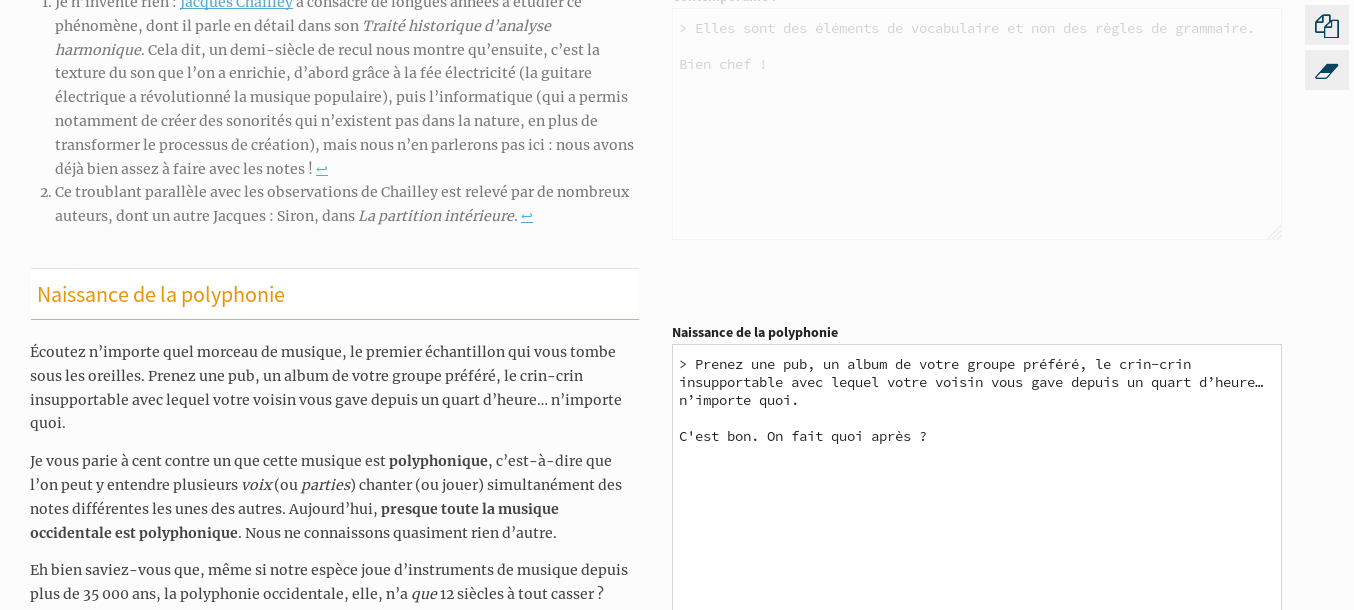 1. Je n’invente rien : Jacques Chailley a consacré de longues années à étudier ce
phénomène, dont il parle en détail dans son Traité historique d’analyse
harmonique. Cela dit, un demi-siècle de recul nous montre qu’ensuite, c’est la
texture du son que l’on a enrichie, d’abord grâce à la fée électricité (la guitare
électrique a révolutionné la musique populaire), puis l’informatique (qui a permis
notamment de créer des sonorités qui n’existent pas dans la nature, en plus de
transformer le processus de création), mais nous n’en parlerons pas ici : nous avons
déjà bien assez à faire avec les notes ! ↩
2. Ce troublant parallèle avec les observations de Chailley est relevé par de nombreux
auteurs, dont un autre Jacques : Siron, dans La partition intérieure. ↩
> Elles sont des éléments de vocabulaire et non des règles de grammaire.
Bien chef !
Naissance de la polyphonie
Écoutez n’importe quel morceau de musique, le premier échantillon qui vous tombe
sous les oreilles. Prenez une pub, un album de votre groupe préféré, le crin-crin
insupportable avec lequel votre voisin vous gave depuis un quart d’heure… n’importe
quoi.
Je vous parie à cent contre un que cette musique est polyphonique, c’est-à-dire que
l’on peut y entendre plusieurs voix (ou parties) chanter (ou jouer) simultanément des
notes différentes les unes des autres. Aujourd’hui, presque toute la musique
occidentale est polyphonique. Nous ne connaissons quasiment rien d’autre.
Eh bien saviez-vous que, même si notre espèce joue d’instruments de musique depuis
plus de 35 000 ans, la polyphonie occidentale, elle, n’a que 12 siècles à tout casser ?
Naissance de la polyphonie
> Prenez une pub, un album de votre groupe préféré, le crin-crin
insupportable avec lequel votre voisin vous gave depuis un quart d’heure…
n’importe quoi.
C'est bon. On fait quoi après ?